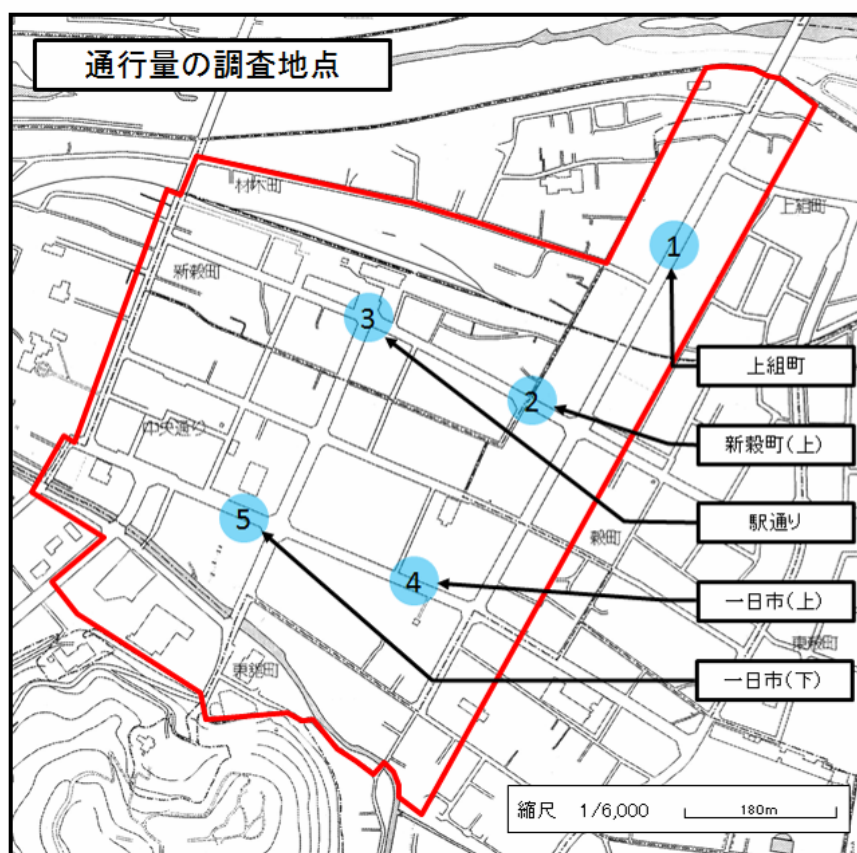 通行量の調査地点
材木町
上組町
1
新穀町
3
上組町
2
中央通り
新穀町(上)
5
駅通り
穀町
4
一日市(上)
東穀町
一日市(下)
東舘町
縮尺 1/6,000
180m